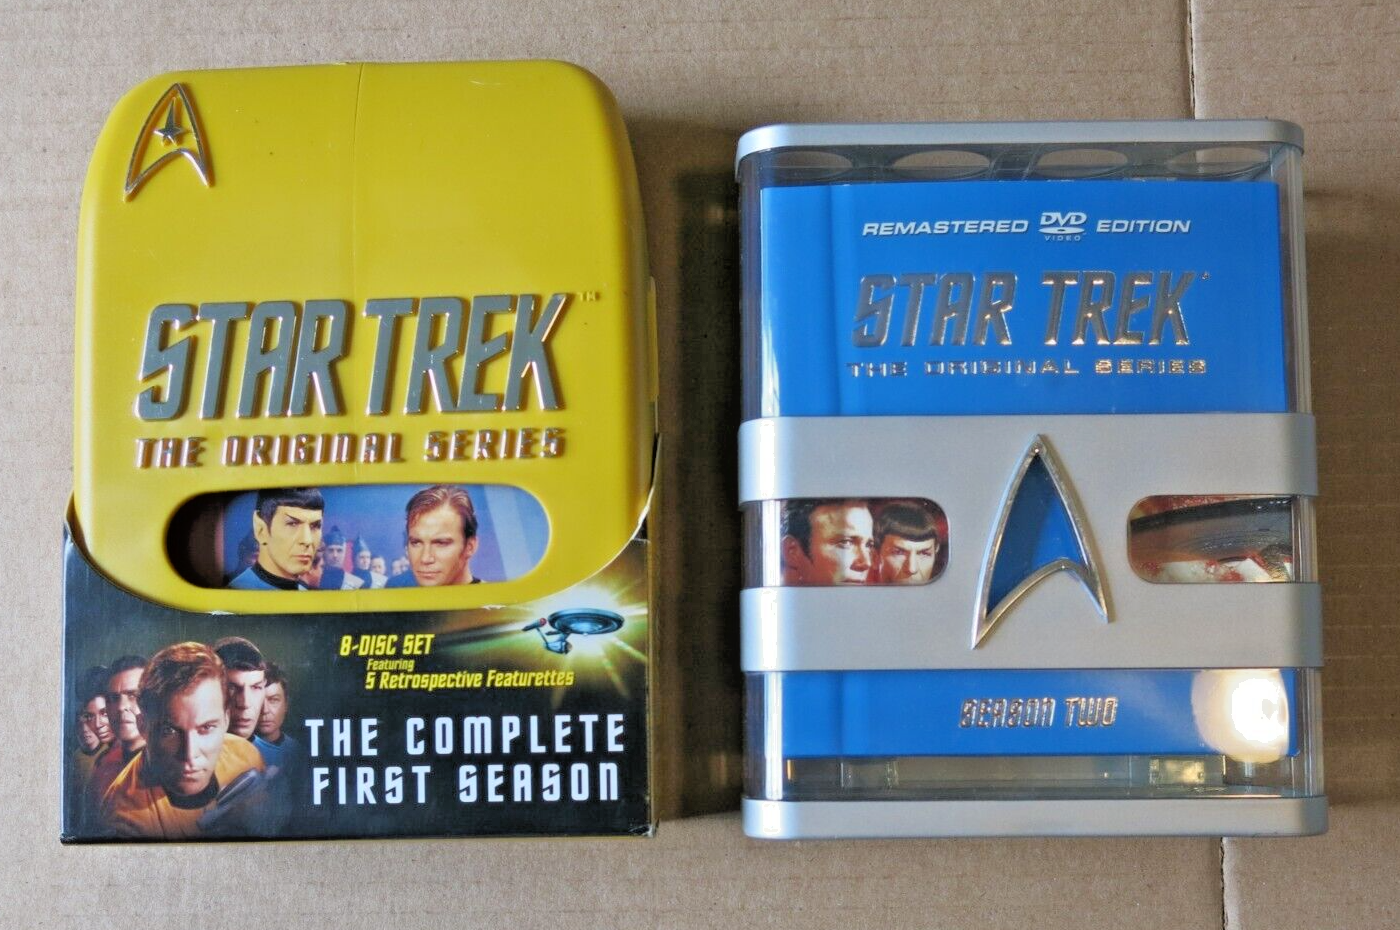 STAR TREK™
THE ORIGINAL SERIES
8-DISC SET
Featuring
5 Retrospective Featurettes
THE COMPLETE
FIRST SEASON
REMASTERED DVD VIDEO EDITION
STAR TREK
THE ORIGINAL SERIES
SEASON TWO